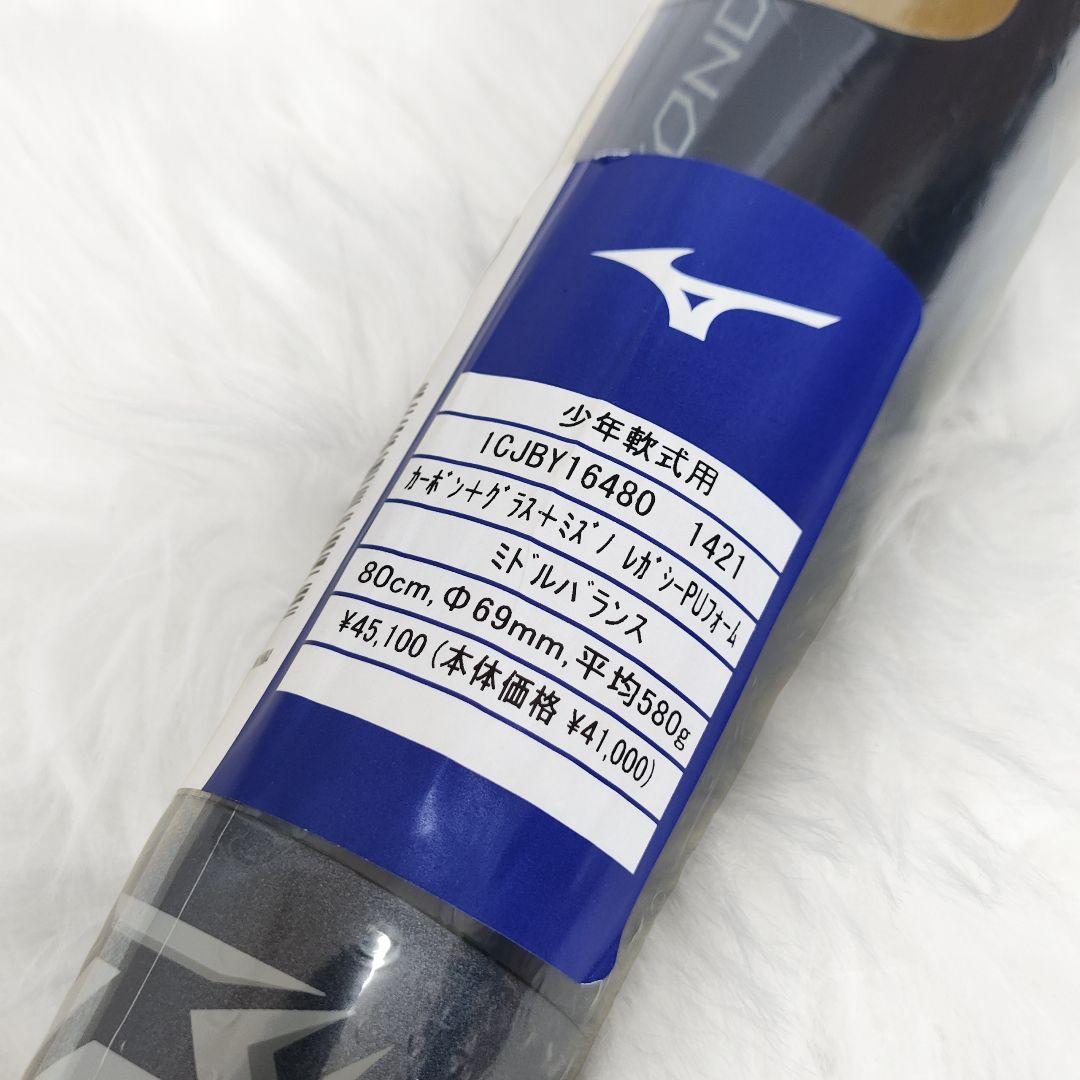 少年軟式用
1CJBY16480 1421
ｶｰﾎﾞﾝ+ｸﾞﾗｽ+ﾐｽﾞﾉ ﾚｶﾞｼｰPUﾌｫｰﾑ
ﾐﾄﾞﾙﾊﾞﾗﾝｽ
80cm,Φ69mm,平均580g
¥45,100(本体価格 ¥41,000)